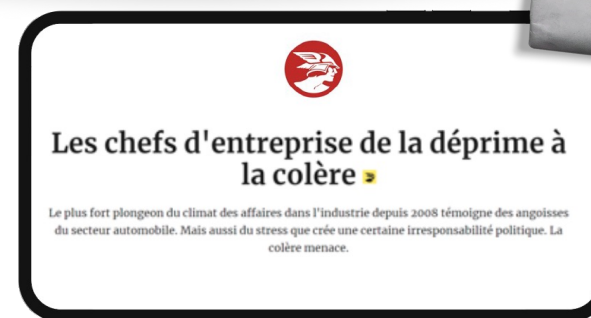 Les chefs d'entreprise de la déprime à
la colère
Le plus fort plongeon du climat des affaires dans l'industrie depuis 2008 témoigne des angoisses
du secteur automobile. Mais aussi du stress que crée une certaine irresponsabilité politique. La
colère menace.